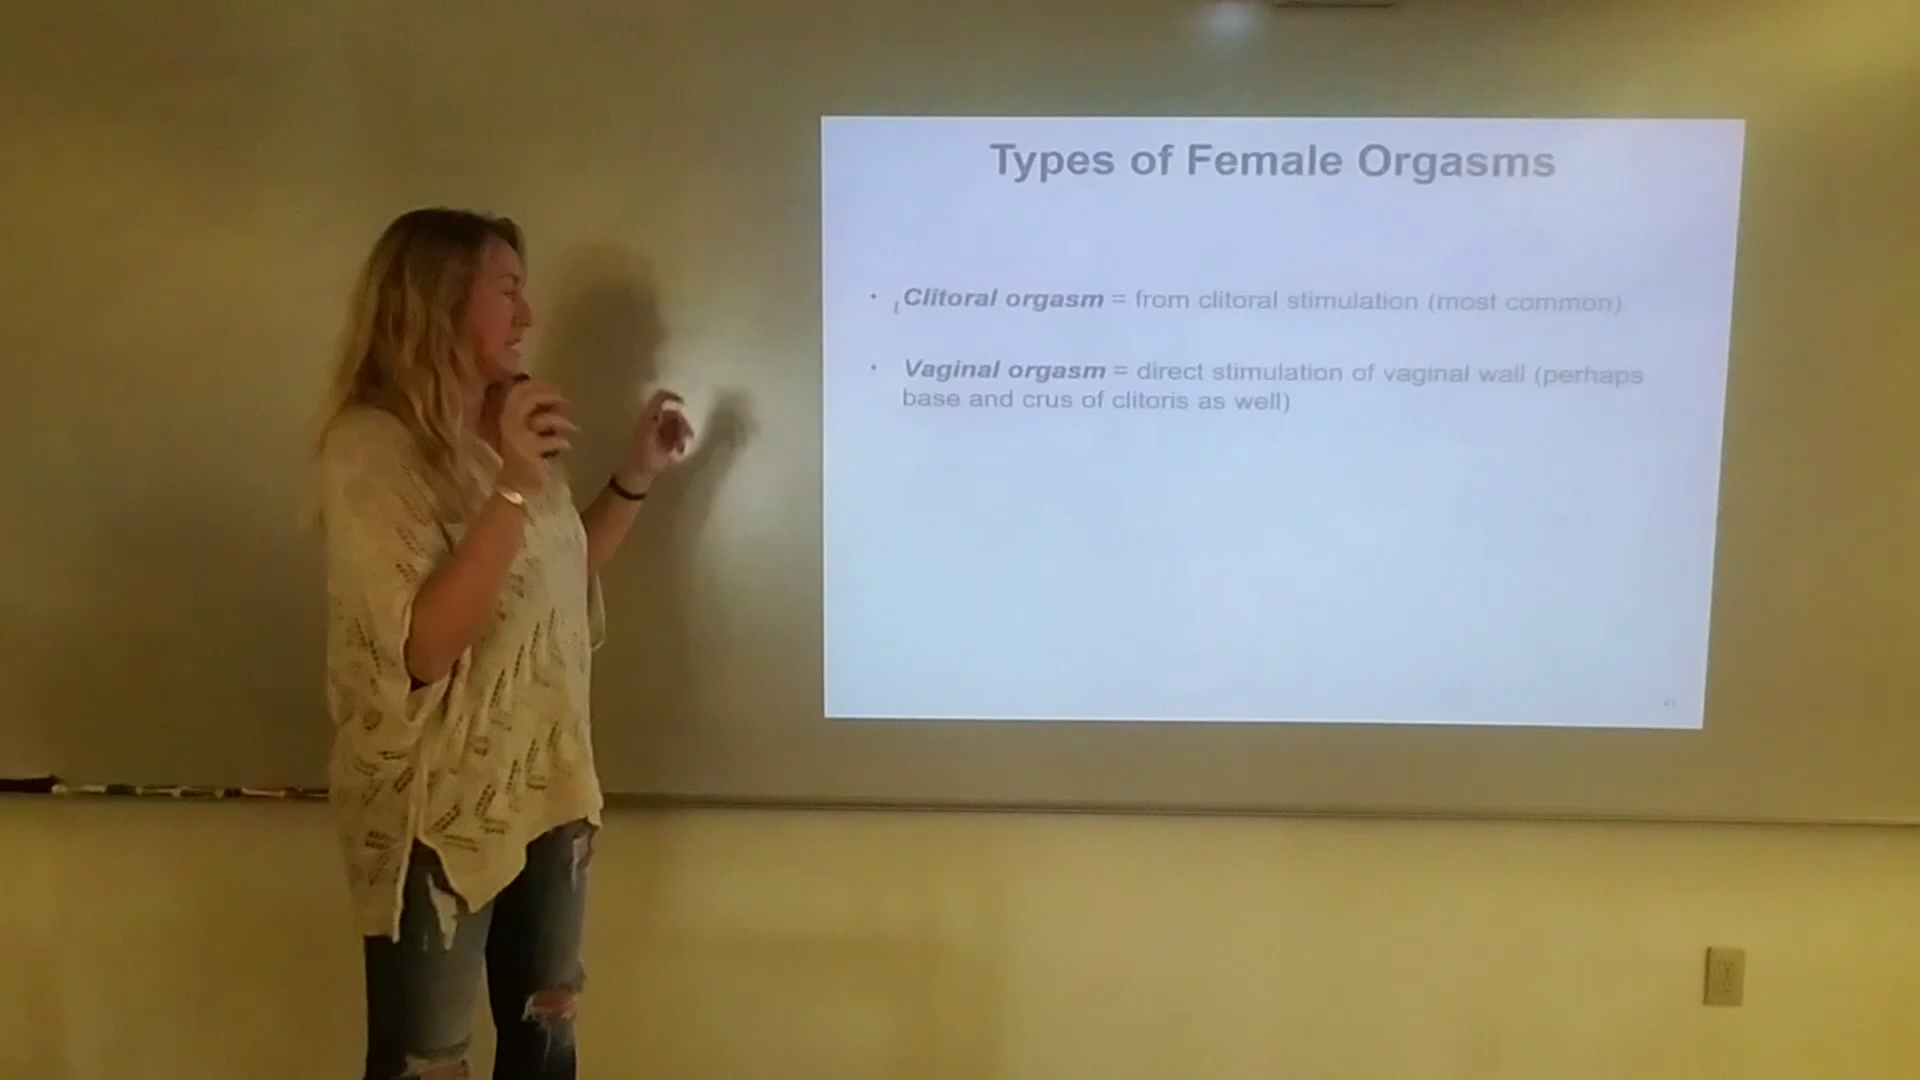 Types of Female Orgasms
• Clitoral orgasm = from clitoral stimulation (most common)
• Vaginal orgasm = direct stimulation of vaginal wall (perhaps
base and crus of clitoris as well)